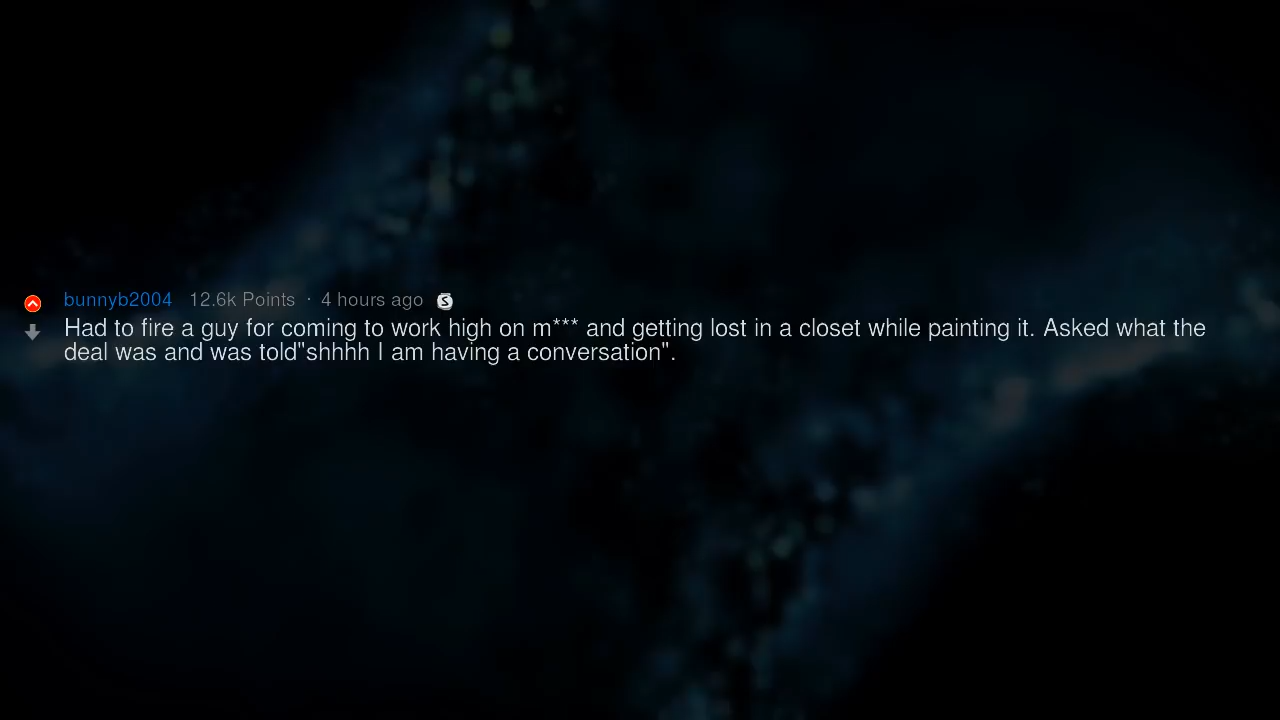 bunnyb2004 12.6k Points · 4 hours ago S
Had to fire a guy for coming to work high on m*** and getting lost in a closet while painting it. Asked what the
deal was and was told"shhhh I am having a conversation".